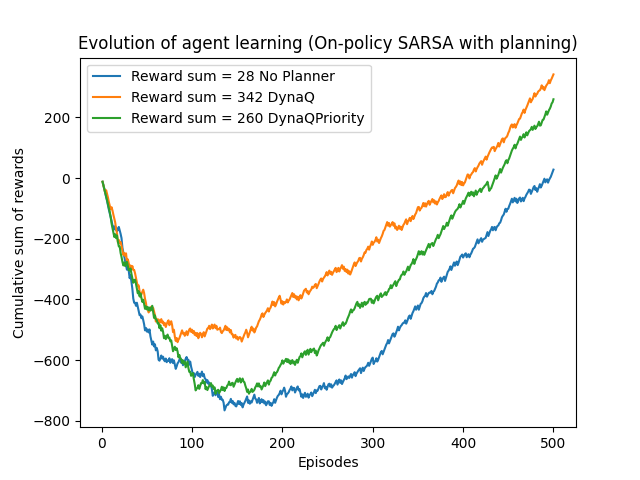 Evolution of agent learning (On-policy SARSA with planning)
Reward sum = 28 No Planner
Reward sum = 342 DynaQ
Reward sum = 260 DynaQPriority
Cumulative sum of rewards
200
0
−200
−400
−600
−800
0 100 200 300 400 500
Episodes